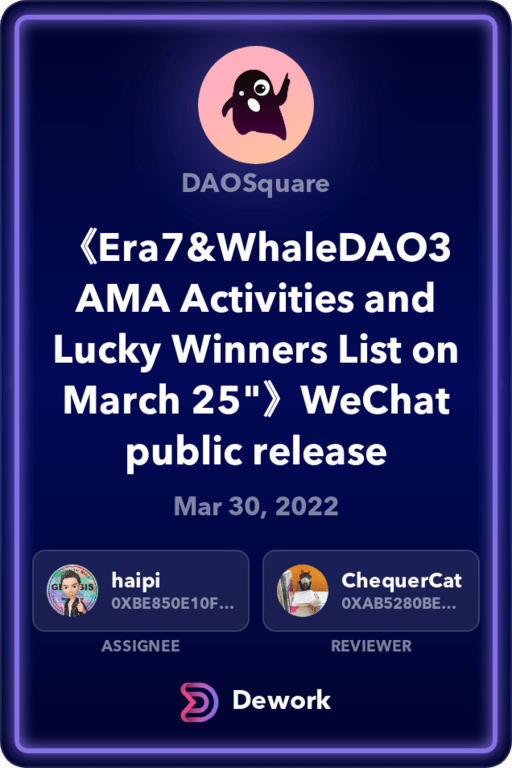 DAOSquare
《Era7&WhaleDAO3
AMA Activities and
Lucky Winners List on
March 25"》WeChat
public release
Mar 30, 2022
haipi
0XBE850E10F...
ChequerCat
0XAB5280BE...
ASSIGNEE
REVIEWER
Dework